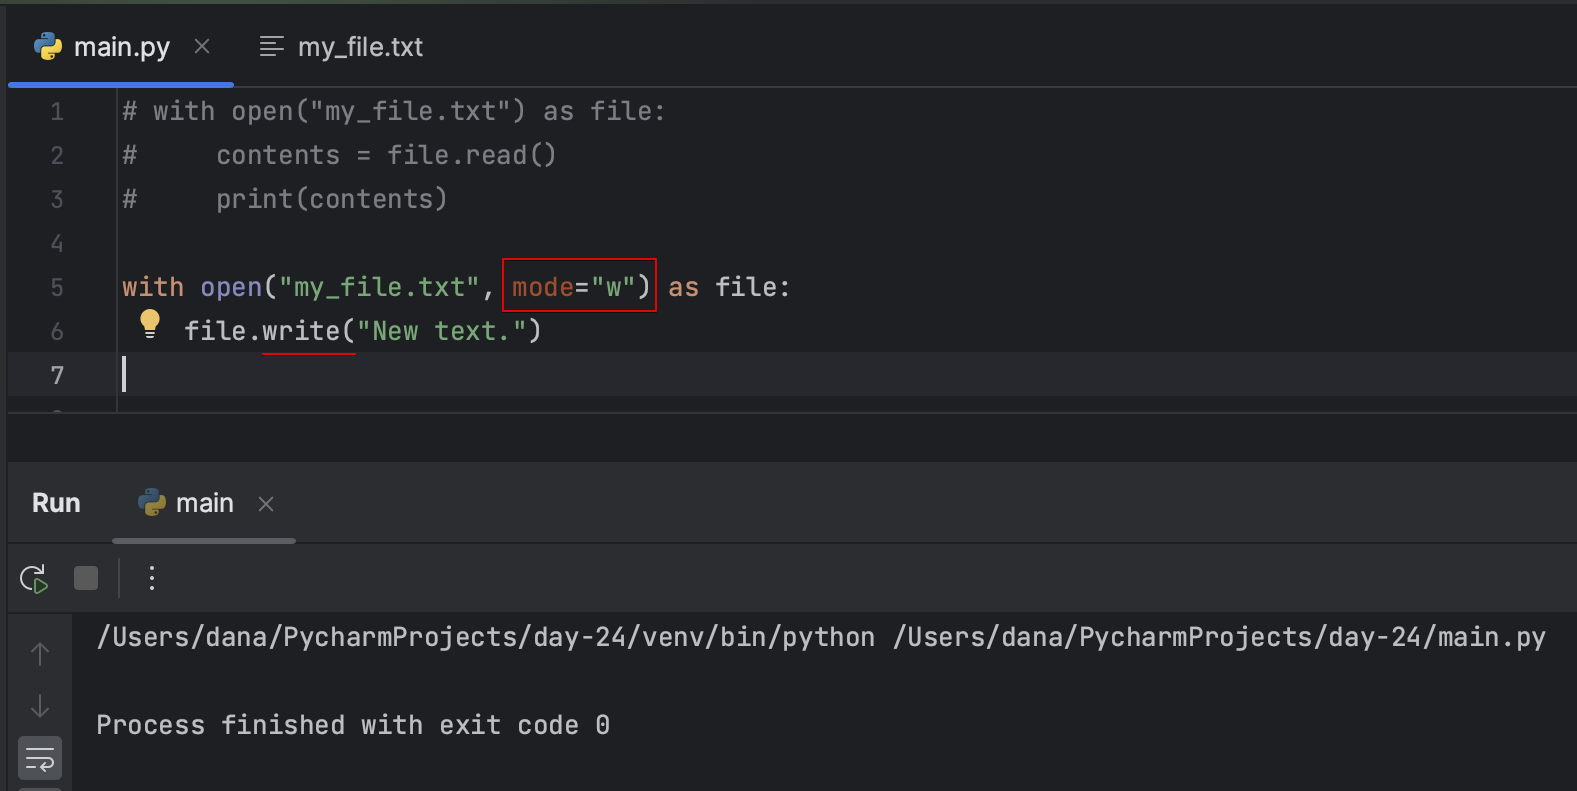 main.py my_file.txt
1 # with open("my_file.txt") as file:
2 #     contents = file.read()
3 #     print(contents)
4
5 with open("my_file.txt", mode="w") as file:
6     file.write("New text.")
7
Run main
/Users/dana/PycharmProjects/day-24/venv/bin/python /Users/dana/PycharmProjects/day-24/main.py
Process finished with exit code 0